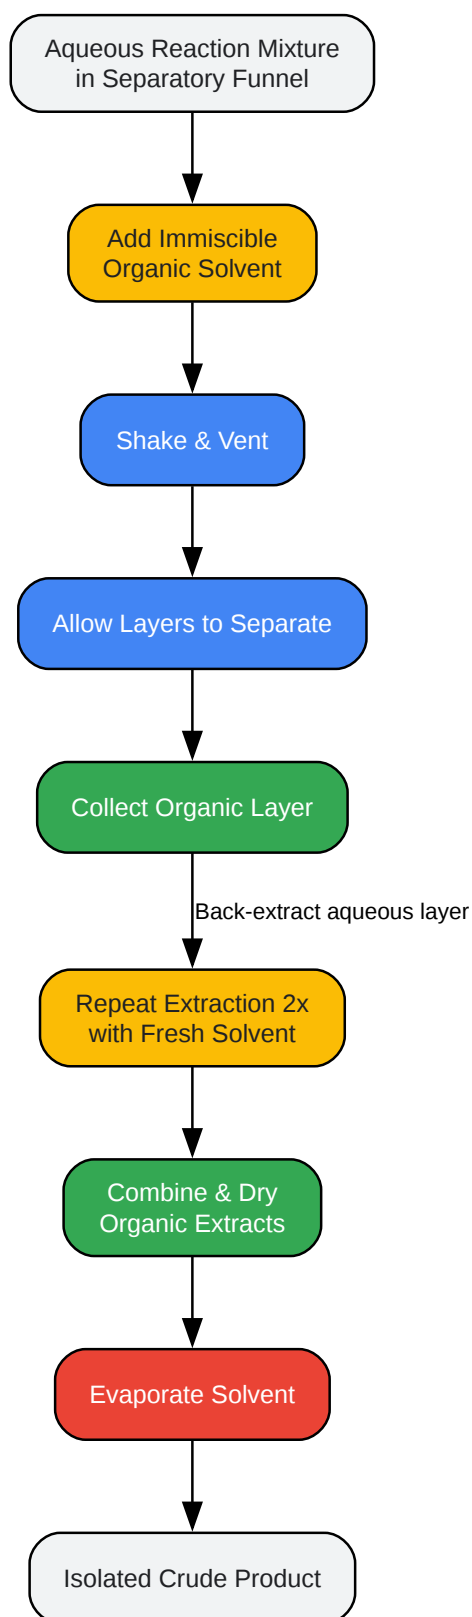 Aqueous Reaction Mixture
in Separatory Funnel
Add Immiscible
Organic Solvent
Shake & Vent
Allow Layers to Separate
Collect Organic Layer
Back-extract aqueous layer
Repeat Extraction 2x
with Fresh Solvent
Combine & Dry
Organic Extracts
Evaporate Solvent
Isolated Crude Product